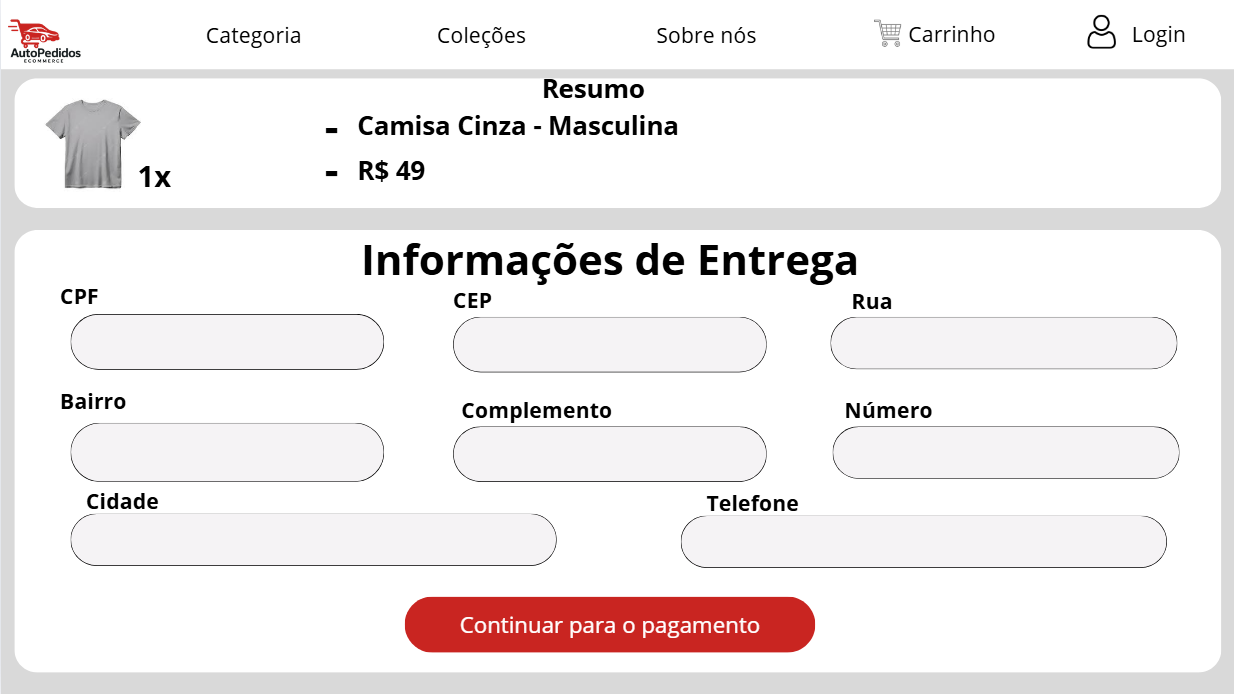 AutoPedidos
ECOMMERCE
Categoria
Coleções
Sobre nós
Carrinho
Login
Resumo
- Camisa Cinza - Masculina
- R$ 49
1x
Informações de Entrega
CPF
CEP
Rua
Bairro
Complemento
Número
Cidade
Telefone
Continuar para o pagamento